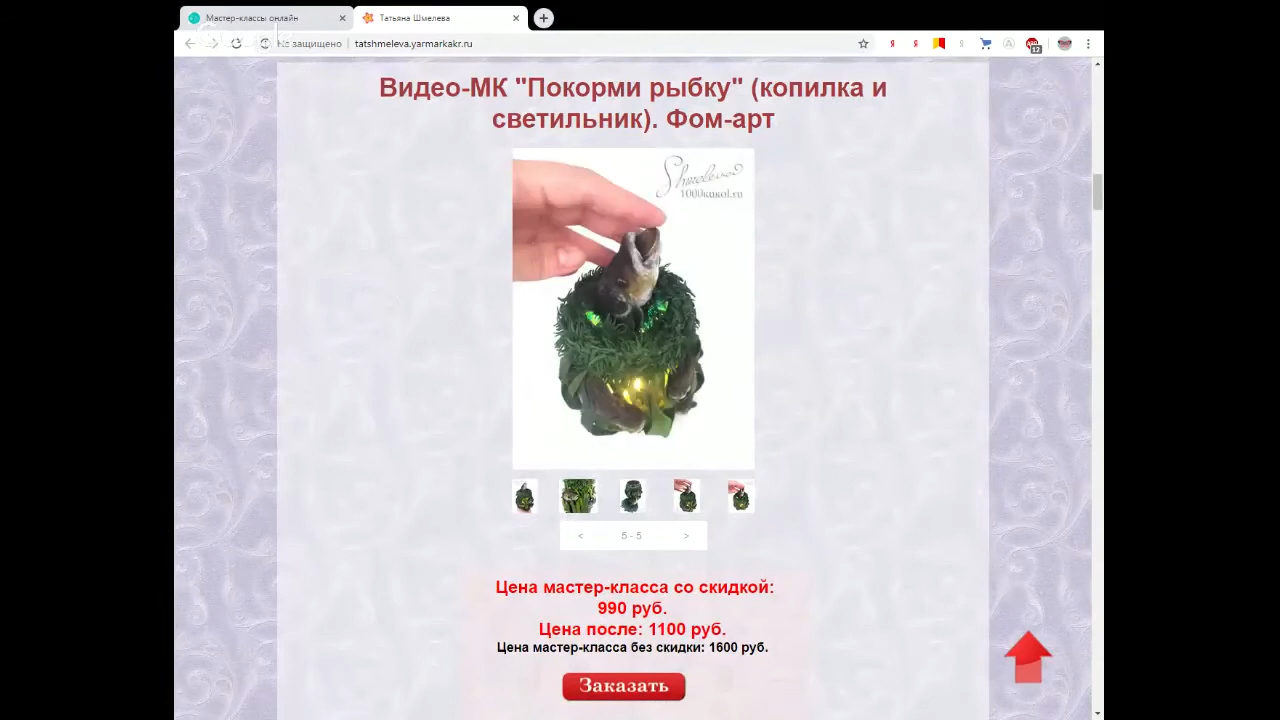 Мастер-классы онлайн
Татьяна Шмелева
Не защищено
tatshmeleva.yarmarkakr.ru
Видео-МК "Покорми рыбку" (копилка и
светильник). Фом-арт
Shmeleva
1000kukol.ru
< 5 - 5 >
Цена мастер-класса со скидкой:
990 руб.
Цена после: 1100 руб.
Цена мастер-класса без скидки: 1600 руб.
Заказать